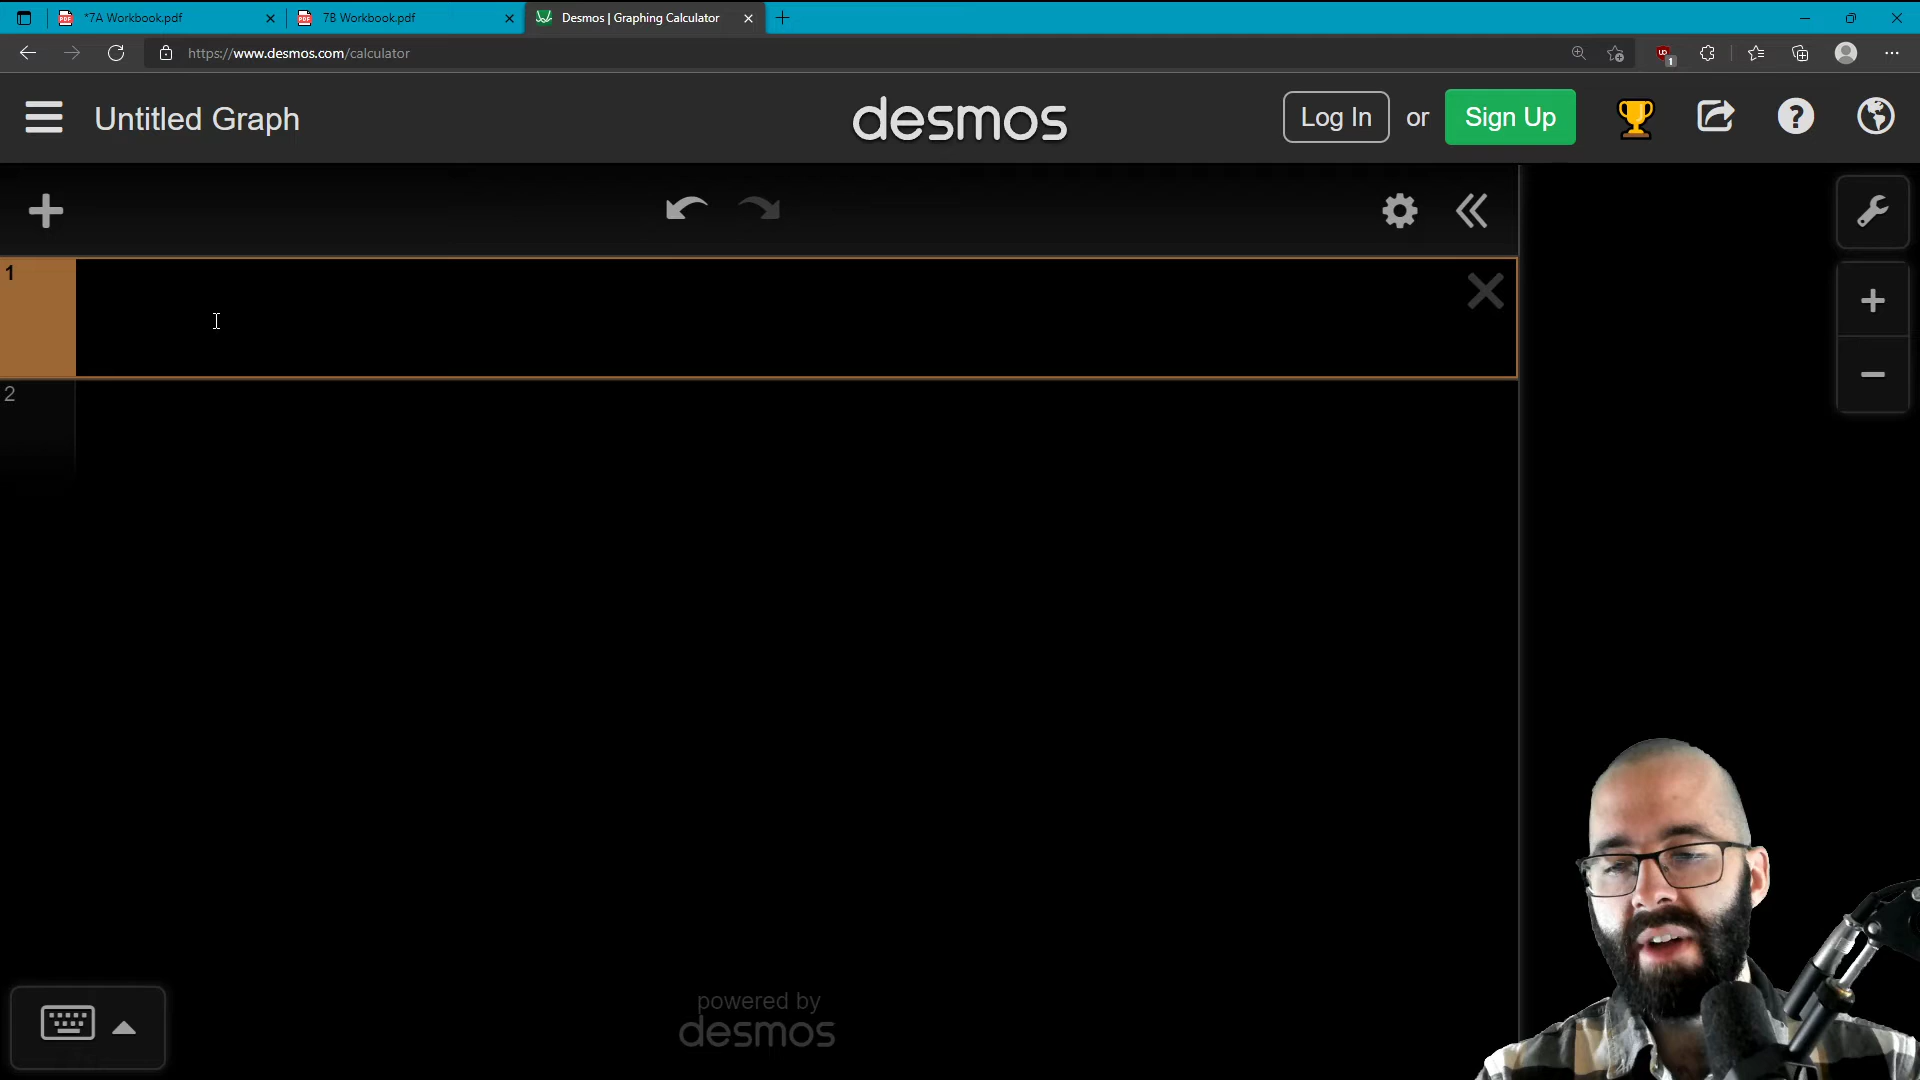 *7A Workbook.pdf
7B Workbook.pdf
Desmos | Graphing Calculator
https://www.desmos.com/calculator
1
Untitled Graph
desmos
Log In or Sign Up
1
2
powered by
desmos